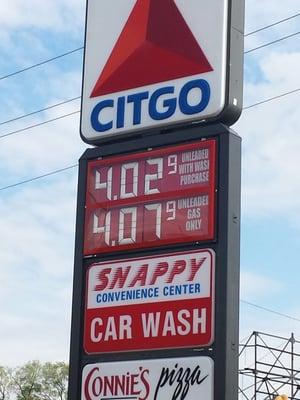 CITGO
4.02 9 UNLEADED
WITH WASH
PURCHASE
4.07 9 UNLEADED
GAS
ONLY
SNAPPY
CONVENIENCE CENTER
CAR WASH
CONNIE'S pizza